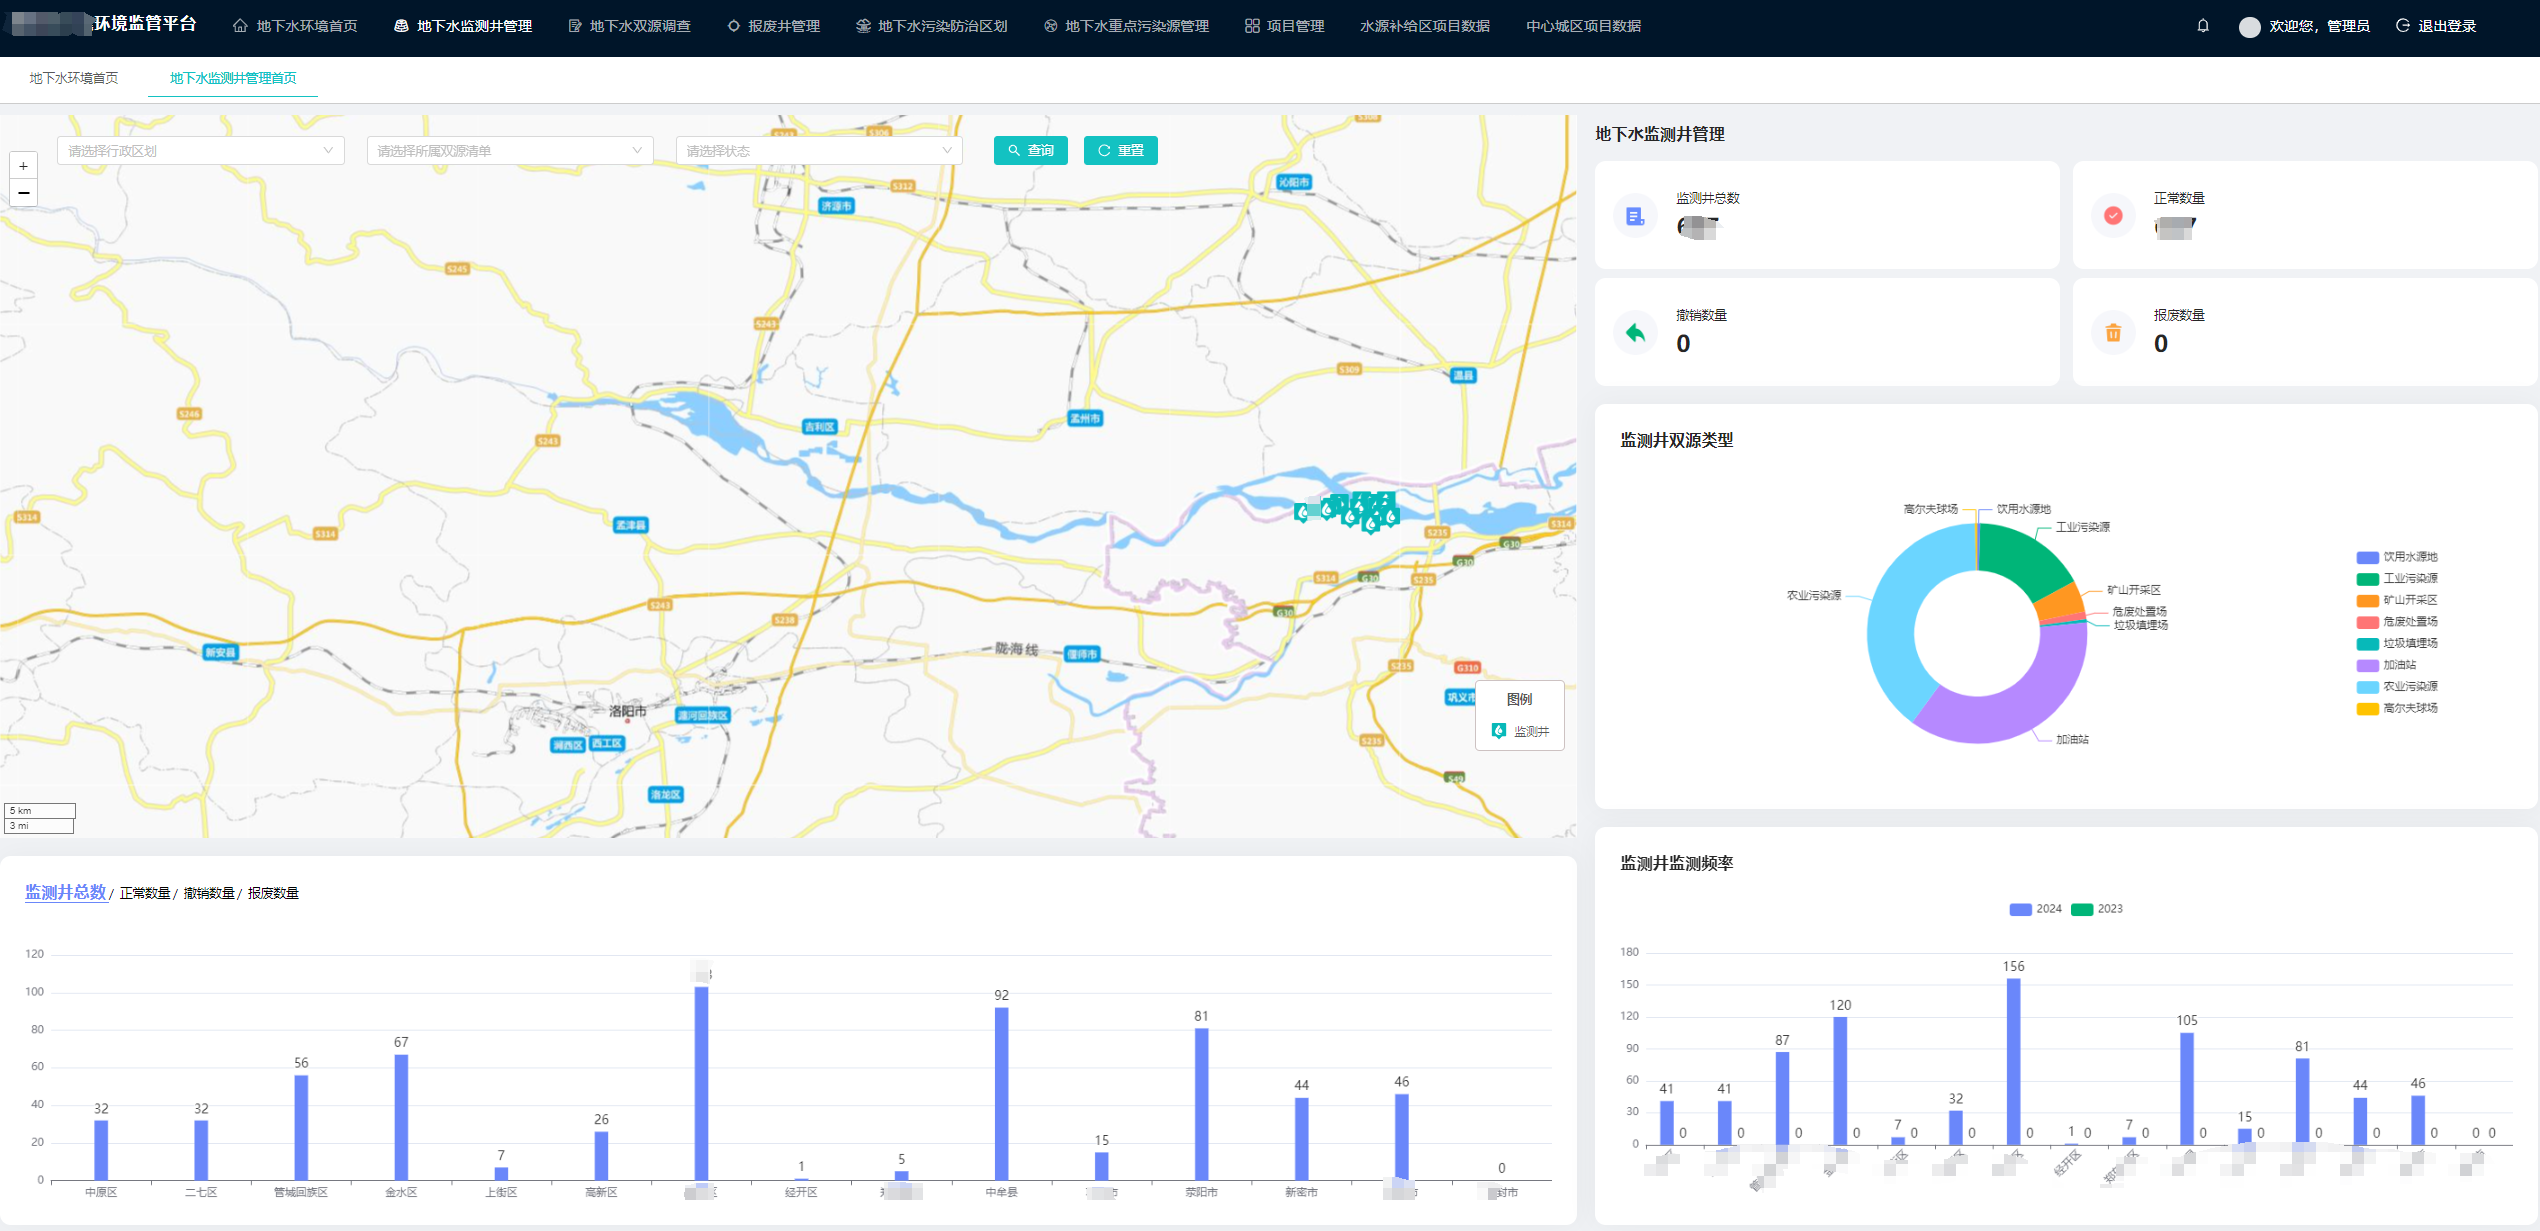 环境监管平台
地下水环境首页
地下水监测井管理
地下水双源调查
报废井管理
地下水污染防治区划
地下水重点污染源管理
项目管理
水源补给区项目数据
中心城区项目数据
欢迎您，管理员
退出登录
地下水环境首页
地下水监测井管理首页
请选择行政区划
请选择所属双源清单
请选择状态
查询
重置
+
−
S243
S306
S308
S312
沁阳市
济源市
S245
S243
S309
温县
S246
孟州市
吉利区
S243
S314
孟津县
S314
S235
S314
G30
G30
S314
G30
S235
S243
G30
S238
陇海线
偃师市
新安县
S235
G310
巩义市
洛阳市
瀍河回族区
涧西区
西工区
S235
S49
洛龙区
图例
监测井
5 km
3 mi
地下水监测井管理
监测井总数
正常数量
撤销数量
0
报废数量
0
监测井双源类型
高尔夫球场
饮用水源地
工业污染源
矿山开采区
危废处置场
垃圾填埋场
农业污染源
加油站
饮用水源地
工业污染源
矿山开采区
危废处置场
垃圾填埋场
加油站
农业污染源
高尔夫球场
监测井总数 / 正常数量 / 撤销数量 / 报废数量
120
100
80
60
40
20
0
32
32
56
67
7
26
1
5
92
15
81
44
46
0
中原区
二七区
管城回族区
金水区
上街区
高新区
区
经开区
中牟县
市
荥阳市
新密市
市
封市
监测井监测频率
2024
2023
180
150
120
90
60
30
0
41
0
41
0
87
0
120
0
7
0
32
0
156
0
1
0
7
0
105
0
15
0
81
0
44
0
46
0
0
0
经开区